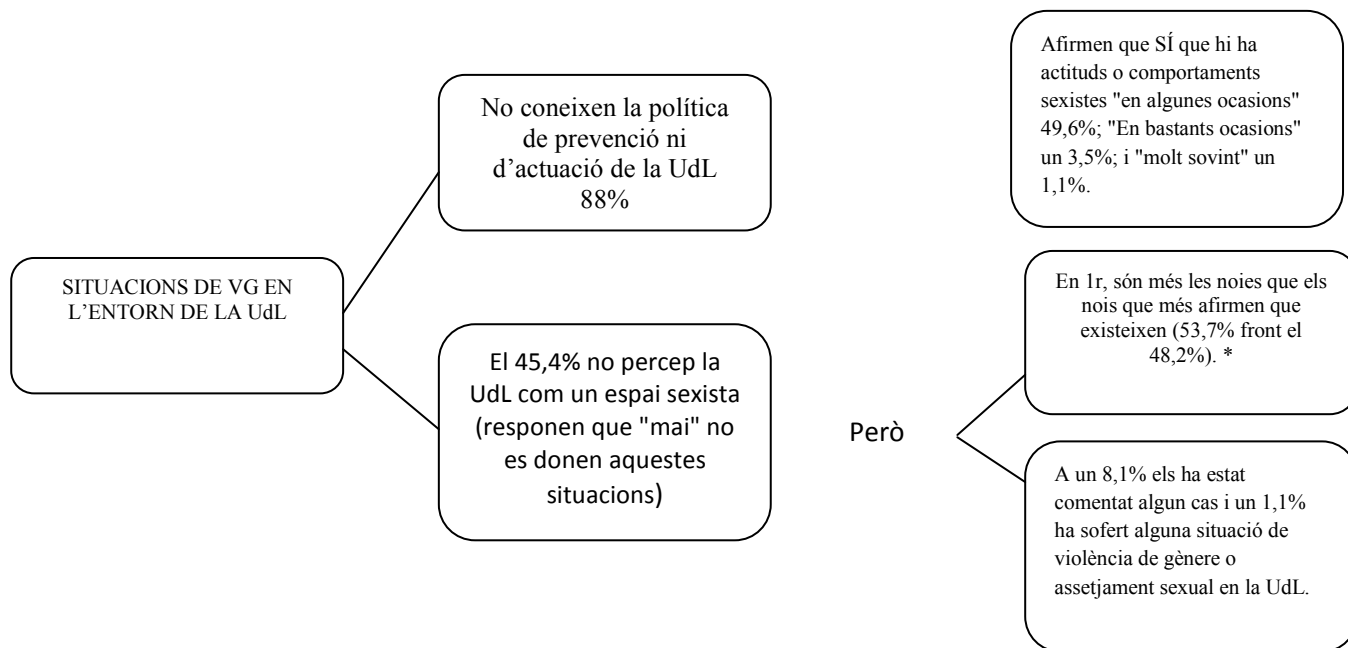 SITUACIONS DE VG EN
L’ENTORN DE LA UdL
No coneixen la política
de prevenció ni
d’actuació de la UdL
88%
El 45,4% no percep la
UdL com un espai sexista
(responen que "mai" no
es donen aquestes
situacions)
Però
Afirmen que SÍ que hi ha
actituds o comportaments
sexistes "en algunes ocasions"
49,6%; "En bastants ocasions"
un 3,5%; i "molt sovint" un
1,1%.
En 1r, són més les noies que els
nois que més afirmen que
existeixen (53,7% front el
48,2%). *
A un 8,1% els ha estat
comentat algun cas i un 1,1%
ha sofert alguna situació de
violència de gènere o
assetjament sexual en la UdL.